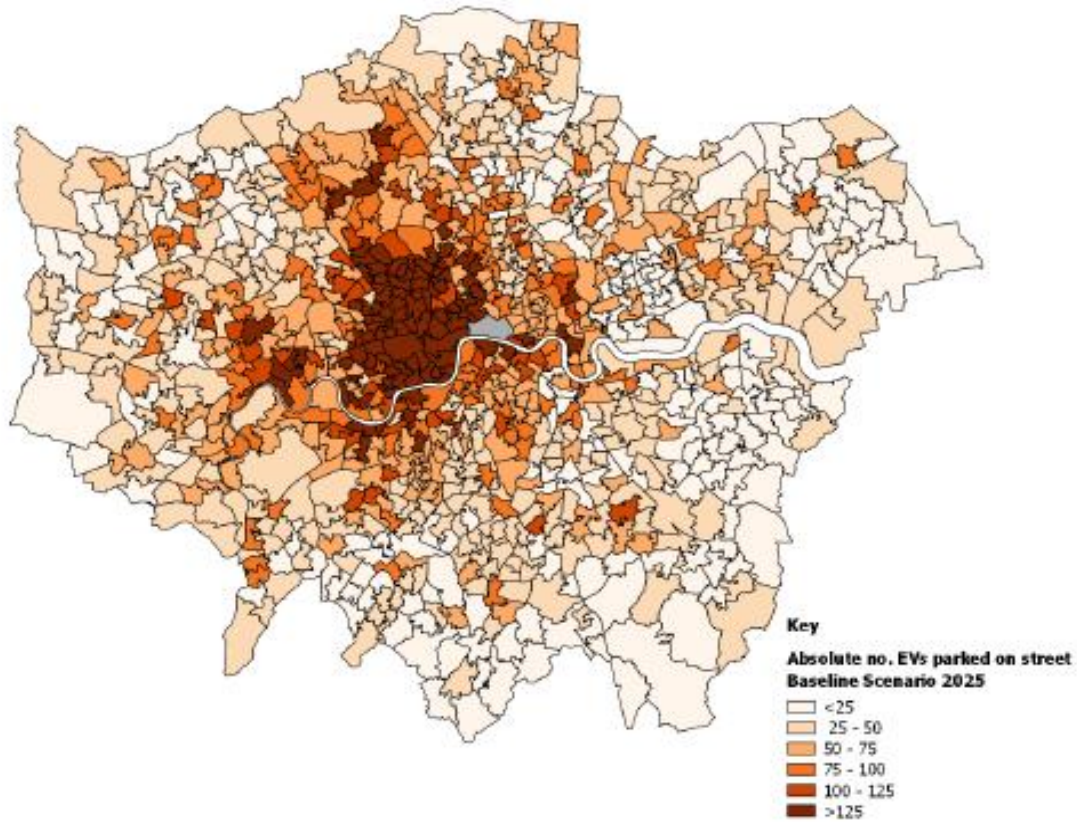 Key
Absolute no. EVs parked on street
Baseline Scenario 2025
<25
25 - 50
50 - 75
75 - 100
100 - 125
>125